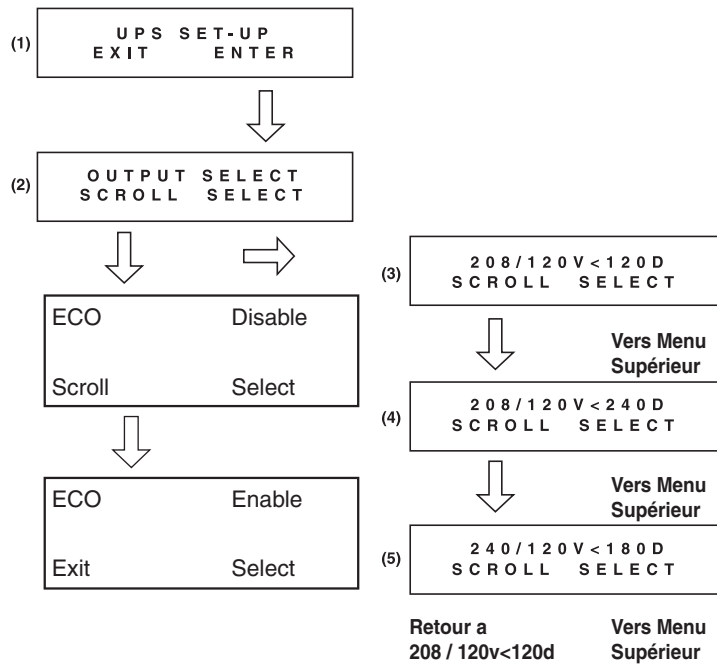 (1)
UPS SET-UP
EXIT ENTER
(2)
OUTPUT SELECT
SCROLL SELECT
ECO Disable
Scroll Select
ECO Enable
Exit Select
(3)
208/120V<120D
SCROLL SELECT
Vers Menu
Supérieur
(4)
208/120V<240D
SCROLL SELECT
Vers Menu
Supérieur
(5)
240/120V<180D
SCROLL SELECT
Retour a
208 / 120v<120d
Vers Menu
Supérieur